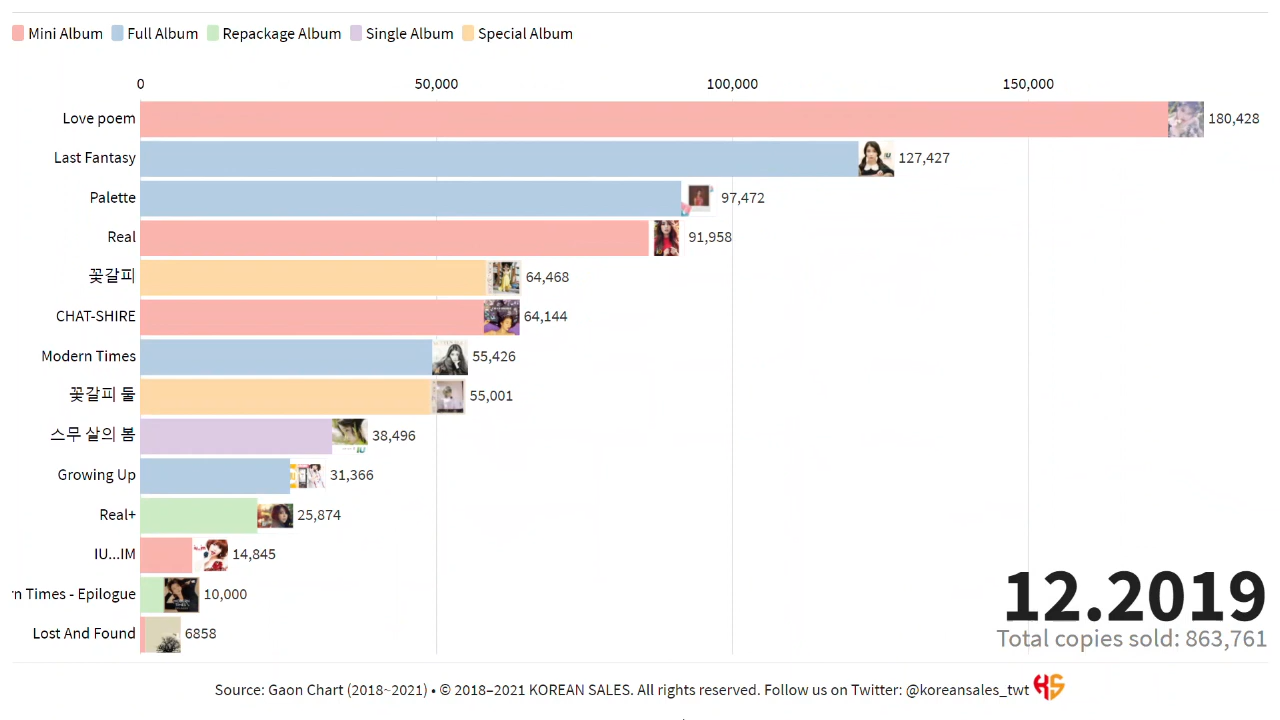 Mini Album Full Album Repackage Album Single Album Special Album
0 50,000 100,000 150,000
Love poem 180,428
Last Fantasy 127,427
Palette 97,472
Real 91,958
꽃갈피 64,468
CHAT-SHIRE 64,144
Modern Times 55,426
꽃갈피 둘 55,001
스무 살의 봄 38,496
Growing Up 31,366
Real+ 25,874
IU...IM 14,845
n Times - Epilogue 10,000
Lost And Found 6858
12.2019
Total copies sold: 863,761
Source: Gaon Chart (2018~2021) • © 2018–2021 KOREAN SALES. All rights reserved. Follow us on Twitter: @koreansales_twt